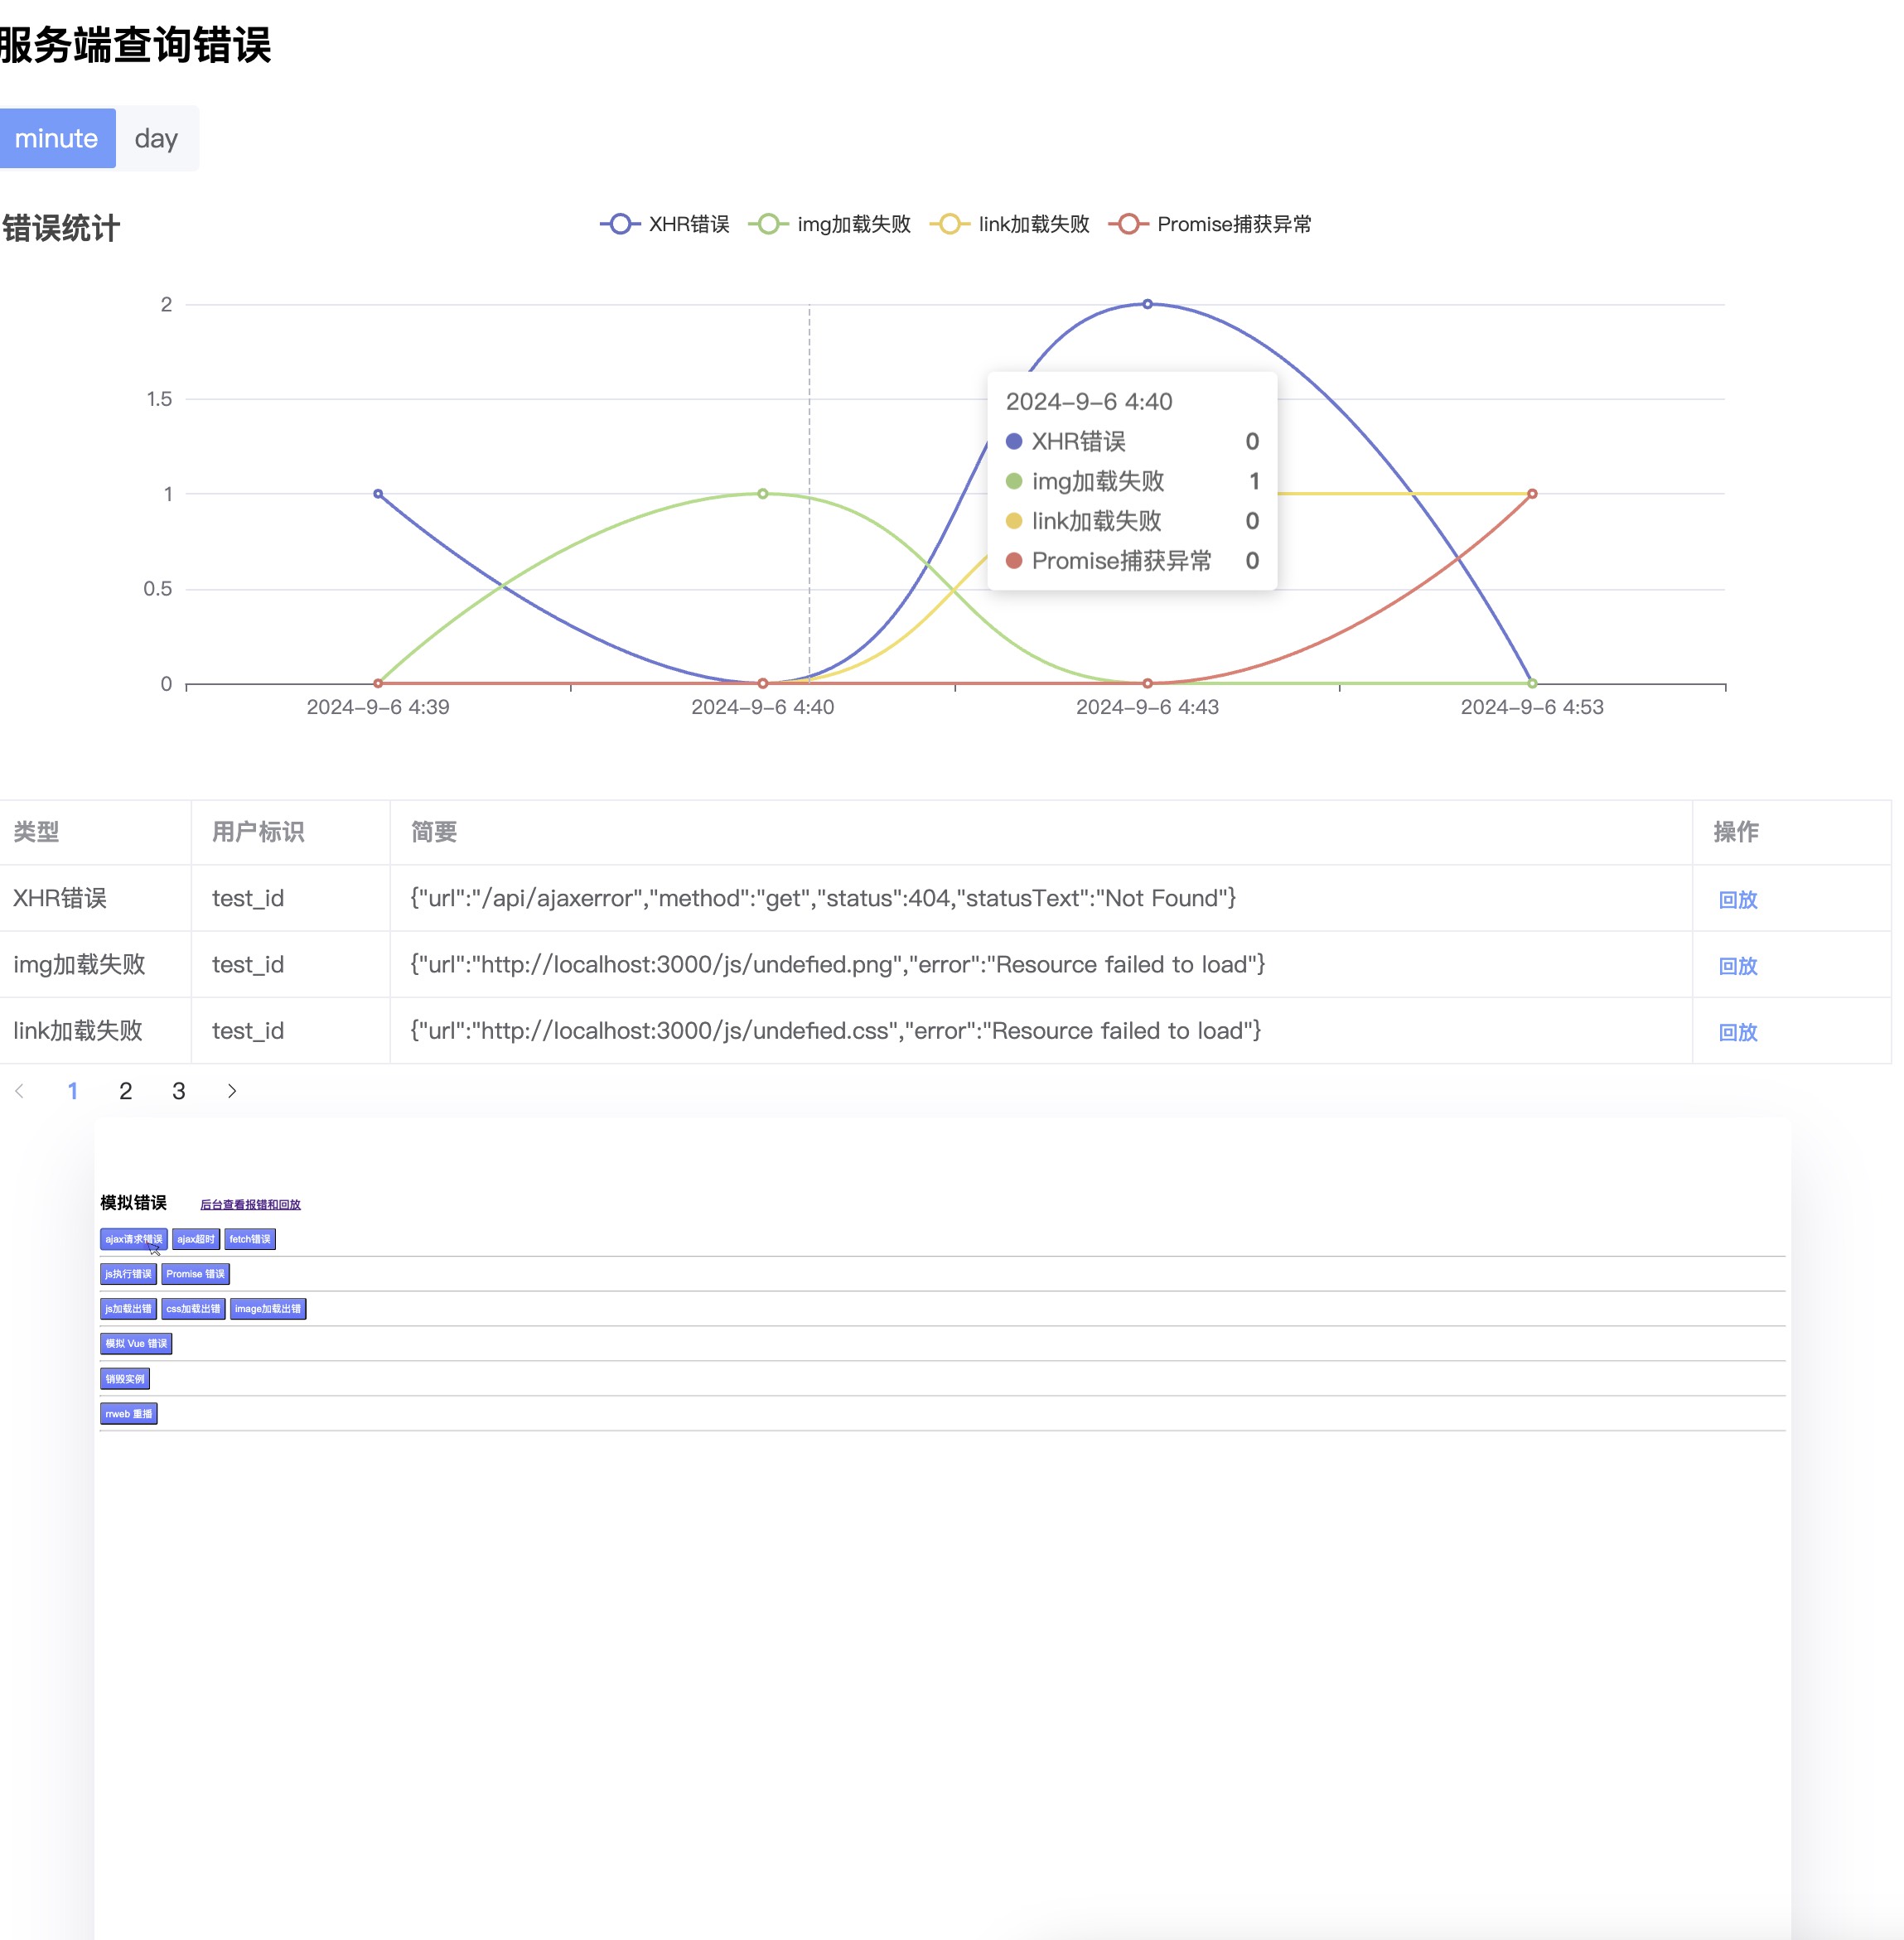 服务端查询错误
minute day
错误统计
XHR错误 img加载失败 link加载失败 Promise捕获异常
2
1.5
1
0.5
0
2024-9-6 4:40
XHR错误 0
img加载失败 1
link加载失败 0
Promise捕获异常 0
2024-9-6 4:39 2024-9-6 4:40 2024-9-6 4:43 2024-9-6 4:53
类型 用户标识 简要 操作
XHR错误 test_id {"url":"/api/ajaxerror","method":"get","status":404,"statusText":"Not Found"} 回放
img加载失败 test_id {"url":"http://localhost:3000/js/undefied.png","error":"Resource failed to load"} 回放
link加载失败 test_id {"url":"http://localhost:3000/js/undefied.css","error":"Resource failed to load"} 回放
1 2 3
模拟错误 后台查看报错和回放
ajax请求错误 ajax超时 fetch错误
js执行错误 Promise 错误
js加载出错 css加载出错 image加载出错
模拟 Vue 错误
销毁实例
rrweb 重播